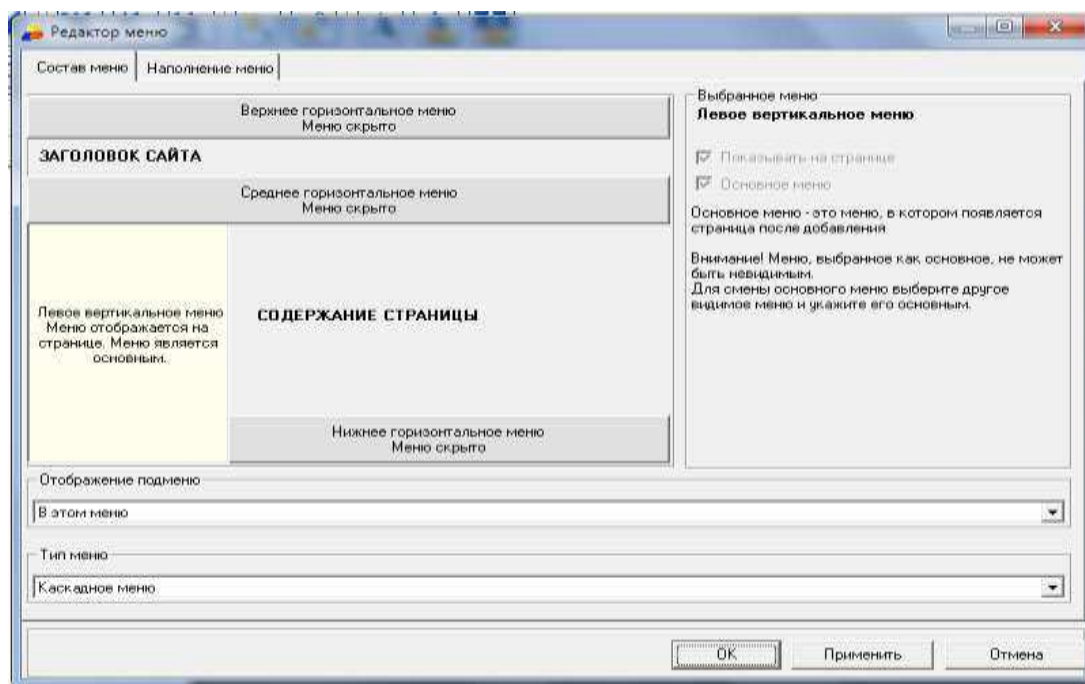 Редактор меню
Состав меню
Наполнение меню
Верхнее горизонтальное меню
Меню скрыто
ЗАГОЛОВОК САЙТА
Среднее горизонтальное меню
Меню скрыто
Левое вертикальное меню
Меню отображается на
странице. Меню является
основным.
СОДЕРЖАНИЕ СТРАНИЦЫ
Нижнее горизонтальное меню
Меню скрыто
Выбранное меню
Левое вертикальное меню
Показывать на странице
Основное меню
Основное меню - это меню, в котором появляется
страница после добавления
Внимание! Меню, выбранное как основное, не может
быть невидимым.
Для смены основного меню выберите другое
видимое меню и укажите его основным.
Отображение подменю
В этом меню
Тип меню
Каскадное меню
OK
Применить
Отмена